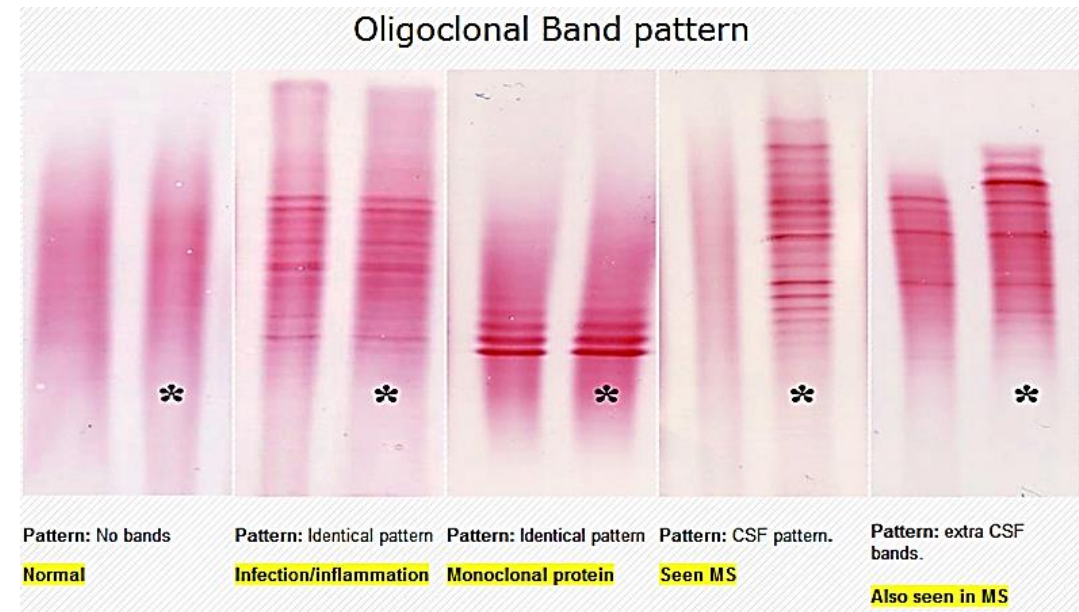 Oligoclonal Band pattern
*
*
*
*
*
Pattern: No bands
Normal
Pattern: Identical pattern
Infection/inflammation
Pattern: Identical pattern
Monoclonal protein
Pattern: CSF pattern.
Seen MS
Pattern: extra CSF
bands.
Also seen in MS